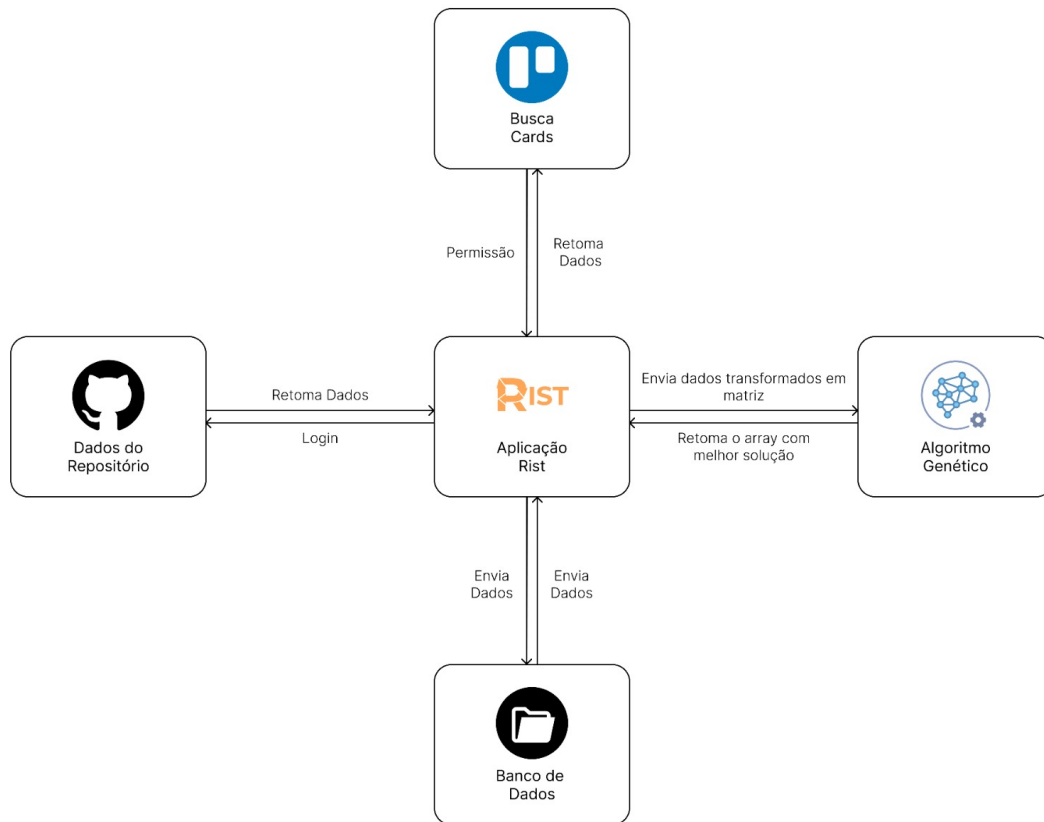 Busca
Cards
Permissão
Retoma
Dados
Retoma Dados
Login
Dados do
Repositório
RIST
Aplicação
Rist
Envia dados transformados em
matriz
Retoma o array com
melhor solução
Algoritmo
Genético
Envia
Dados
Envia
Dados
Banco de
Dados